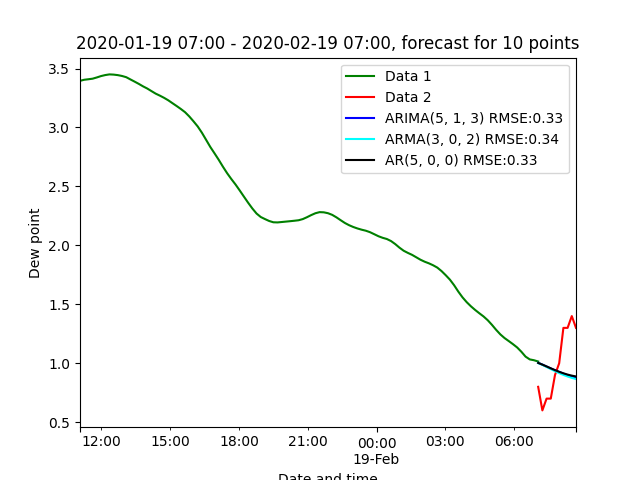 2020-01-19 07:00 - 2020-02-19 07:00, forecast for 10 points
Data 1
Data 2
ARIMA(5, 1, 3) RMSE:0.33
ARMA(3, 0, 2) RMSE:0.34
AR(5, 0, 0) RMSE:0.33
Dew point
3.5
3.0
2.5
2.0
1.5
1.0
0.5
12:00 15:00 18:00 21:00 00:00 03:00 06:00
19-Feb
Date and time